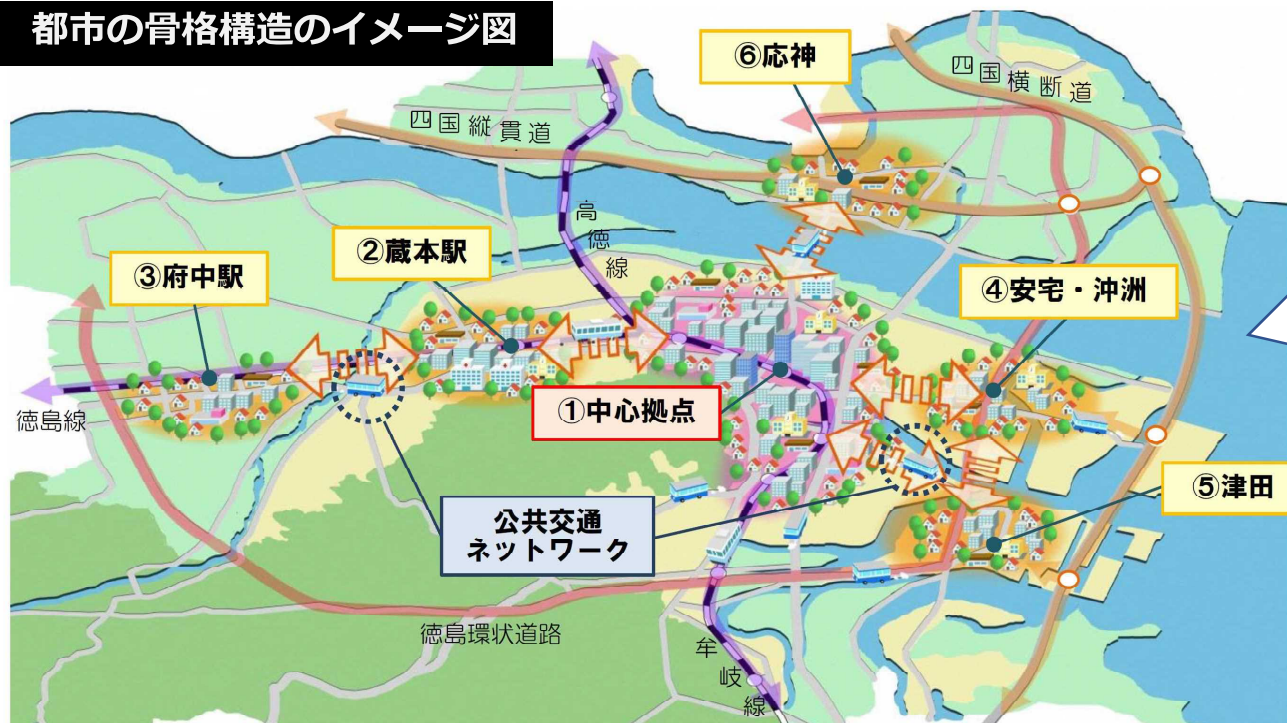 都市の骨格構造のイメージ図
⑥応神
四国横断道
四国縦貫道
高徳線
②蔵本駅
③府中駅
④安宅・沖洲
①中心拠点
徳島線
⑤津田
公共交通
ネットワーク
徳島環状道路
牟岐線